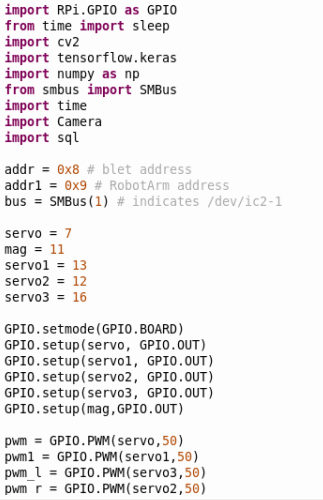 import RPi.GPIO as GPIO
from time import sleep
import cv2
import tensorflow.keras
import numpy as np
from smbus import SMBus
import time
import Camera
import sql
addr = 0x8 # blet address
addr1 = 0x9 # RobotArm address
bus = SMBus(1) # indicates /dev/ic2-1
servo = 7
mag = 11
servo1 = 13
servo2 = 12
servo3 = 16
GPIO.setmode(GPIO.BOARD)
GPIO.setup(servo, GPIO.OUT)
GPIO.setup(servo1, GPIO.OUT)
GPIO.setup(servo2, GPIO.OUT)
GPIO.setup(servo3, GPIO.OUT)
GPIO.setup(mag,GPIO.OUT)
pwm = GPIO.PWM(servo,50)
pwm1 = GPIO.PWM(servo1,50)
pwm_l = GPIO.PWM(servo3,50)
pwm_r = GPIO.PWM(servo2,50)